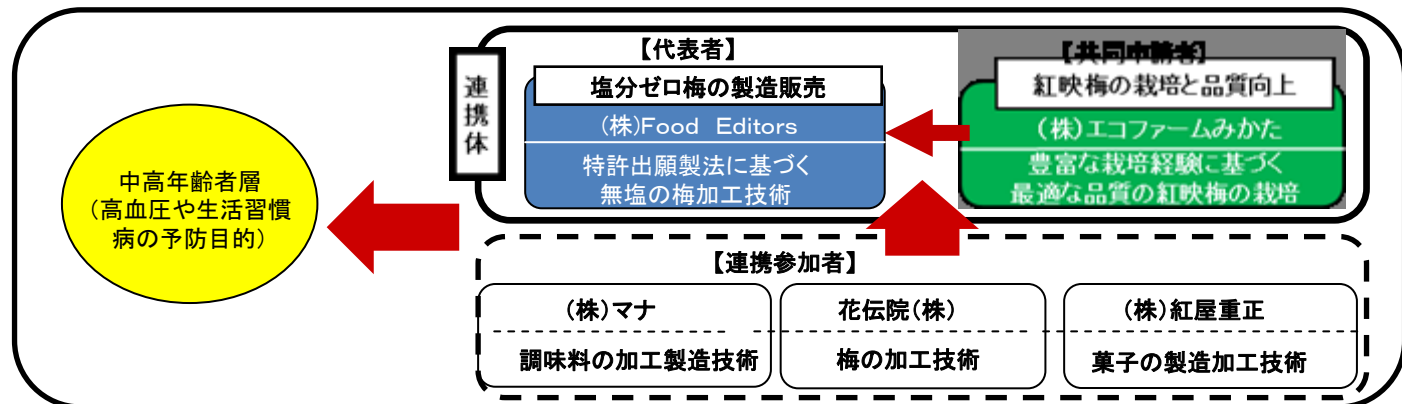 連携体
【代表者】
塩分ゼロ梅の製造販売
(株)Food Editors
特許出願製法に基づく
無塩の梅加工技術
【共同申請者】
紅映梅の栽培と品質向上
(株)エコファームみかた
豊富な栽培経験に基づく
最適な品質の紅映梅の栽培
中高年齢者層
(高血圧や生活習慣
病の予防目的)
【連携参加者】
(株)マナ
調味料の加工製造技術
花伝院(株)
梅の加工技術
(株)紅屋重正
菓子の製造加工技術